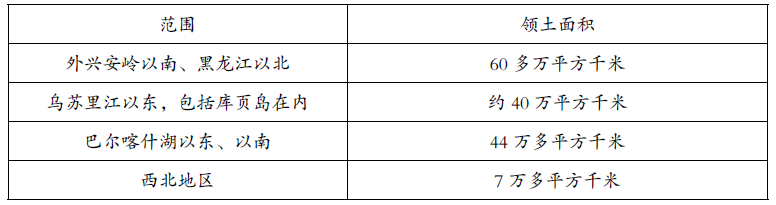 范围 领土面积
外兴安岭以南、黑龙江以北 60 多万平方千米
乌苏里江以东，包括库页岛在内 约 40 万平方千米
巴尔喀什湖以东、以南 44 万多平方千米
西北地区 7 万多平方千米